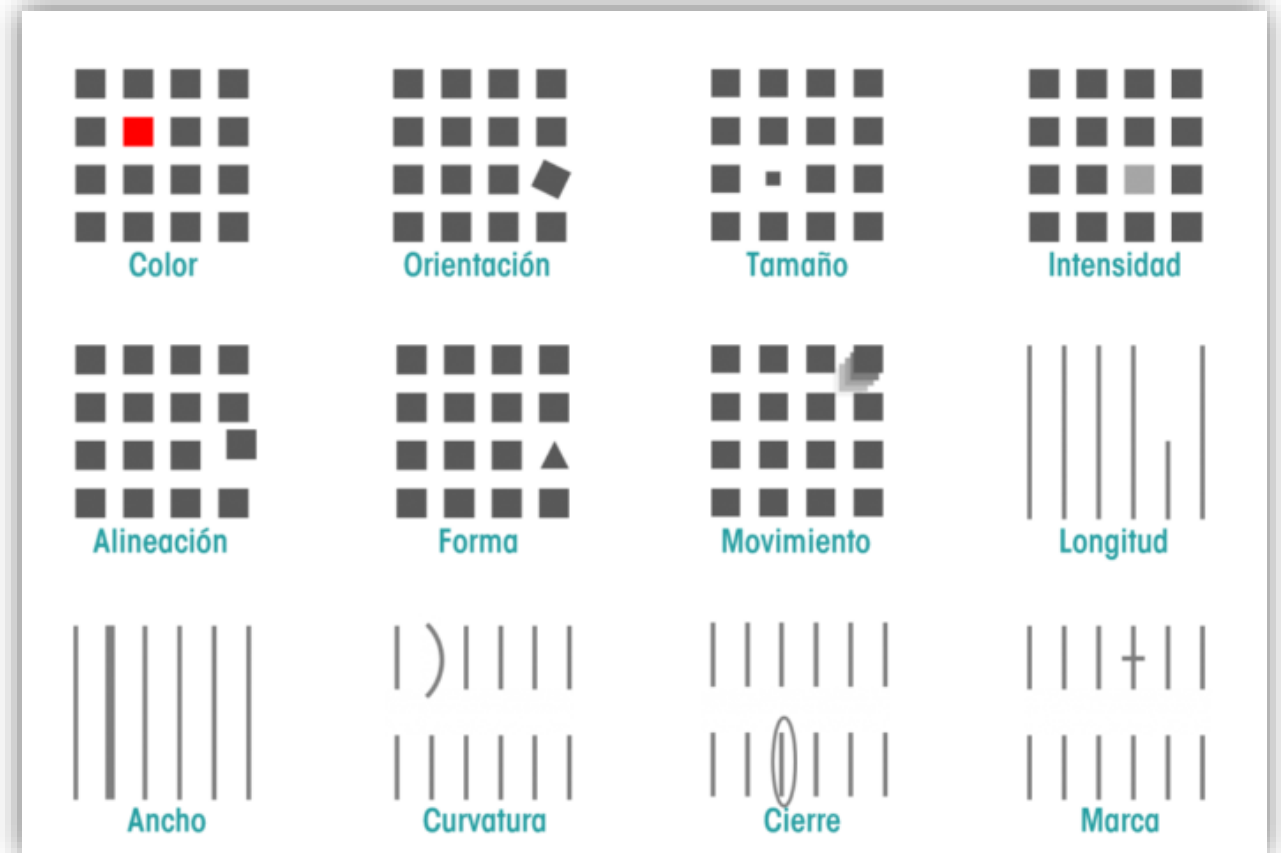 Color
Orientación
Tamaño
Intensidad
Alineación
Forma
Movimiento
Longitud
Ancho
Curvatura
Cierre
Marca